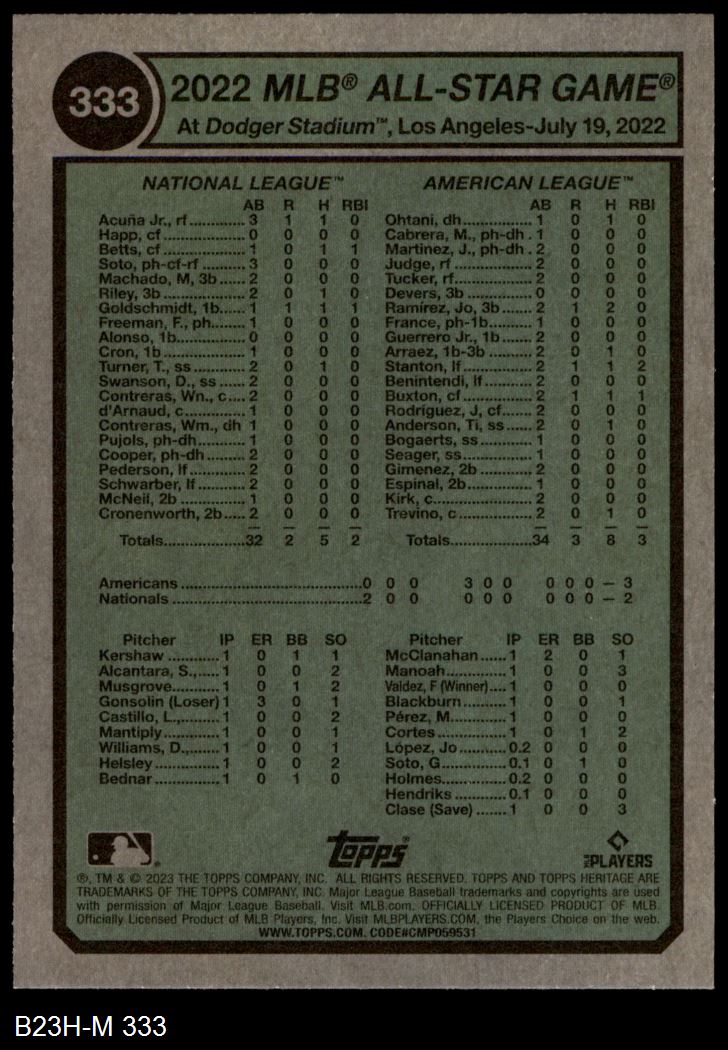 333
2022 MLB® ALL-STAR GAME®
At Dodger Stadium™, Los Angeles-July 19, 2022
NATIONAL LEAGUE™
AB R H RBI
Acuña Jr., rf.............3 1 1 0
Happ, cf ...................0 0 0 0
Betts, cf ..................1 0 1 1
Soto, ph-cf-rf ..........3 0 0 0
Machado, M, 3b......2 0 0 0
Riley, 3b ..................2 0 1 0
Goldschmidt, 1b......1 1 1 1
Freeman, F., ph.......1 0 0 0
Alonso, 1b...............0 0 0 0
Cron, 1b..................1 0 0 0
Turner, T., ss ...........2 0 1 0
Swanson, D., ss ......2 0 0 0
Contreras, Wn., c....2 0 0 0
d'Arnaud, c..............1 0 0 0
Contreras, Wm., dh 1 0 0 0
Pujols, ph-dh...........1 0 0 0
Cooper, ph-dh.........2 0 0 0
Pederson, lf ............2 0 0 0
Schwarber, lf ..........2 0 0 0
McNeil, 2b ..............1 0 0 0
Cronenworth, 2b.....2 0 0 0
Totals....................32 2 5 2
AMERICAN LEAGUE™
AB R H RBI
Ohtani, dh................1 0 1 0
Cabrera, M., ph-dh . 1 0 0 0
Martinez, J., ph-dh . 2 0 0 0
Judge, rf ..................2 0 0 0
Tucker, rf..................2 0 0 0
Devers, 3b ...............0 0 0 0
Ramírez, Jo, 3b.......2 1 2 0
France, ph-1b..........1 0 0 0
Guerrero Jr., 1b .......2 0 0 0
Arraez, 1b-3b ..........2 0 1 0
Stanton, lf................2 1 1 2
Benintendi, lf...........2 0 0 0
Buxton, cf ................2 1 1 1
Rodríguez, J, cf.......2 0 0 0
Anderson, Ti, ss ......2 0 1 0
Bogaerts, ss............1 0 0 0
Seager, ss................1 0 0 0
Gimenez, 2b ............2 0 0 0
Espinal, 2b...............1 0 0 0
Kirk, c.......................2 0 0 0
Trevino, c.................2 0 1 0
Totals.....................34 3 8 3
Americans ...................................0 0 0 3 0 0 0 0 0 – 3
Nationals .....................................2 0 0 0 0 0 0 0 0 – 2
Pitcher IP ER BB SO
Kershaw ............1 0 1 1
Alcantara, S,.....1 0 0 2
Musgrove..........1 0 1 2
Gonsolin (Loser) 1 3 0 1
Castillo, L.,........1 0 0 2
Mantiply............1 0 0 1
Williams, D.,......1 0 0 1
Helsley .............1 0 0 2
Bednar ..............1 0 1 0
Pitcher IP ER BB SO
McClanahan......1 2 0 1
Manoah.............1 0 0 3
Valdez, F (Winner)....1 0 0 0
Blackburn..........1 0 0 1
Pérez, M............1 0 0 0
Cortes...............1 0 1 2
López, Jo..........0.2 0 0 0
Soto, G.............0.1 0 1 0
Holmes.............0.2 0 0 0
Hendriks ..........0.1 0 0 0
Clase (Save) .......1 0 0 3
topps®
THE PLAYERS
®, TM & © 2023 THE TOPPS COMPANY, INC. ALL RIGHTS RESERVED. TOPPS AND TOPPS HERITAGE ARE
TRADEMARKS OF THE TOPPS COMPANY, INC. Major League Baseball trademarks and copyrights are used
with permission of Major League Baseball. Visit MLB.com. OFFICIALLY LICENSED PRODUCT OF MLB.
Officially Licensed Product of MLB Players, Inc. Visit MLBPLAYERS.COM, the Players Choice on the web.
WWW.TOPPS.COM. CODE#CMP059531
B23H-M 333